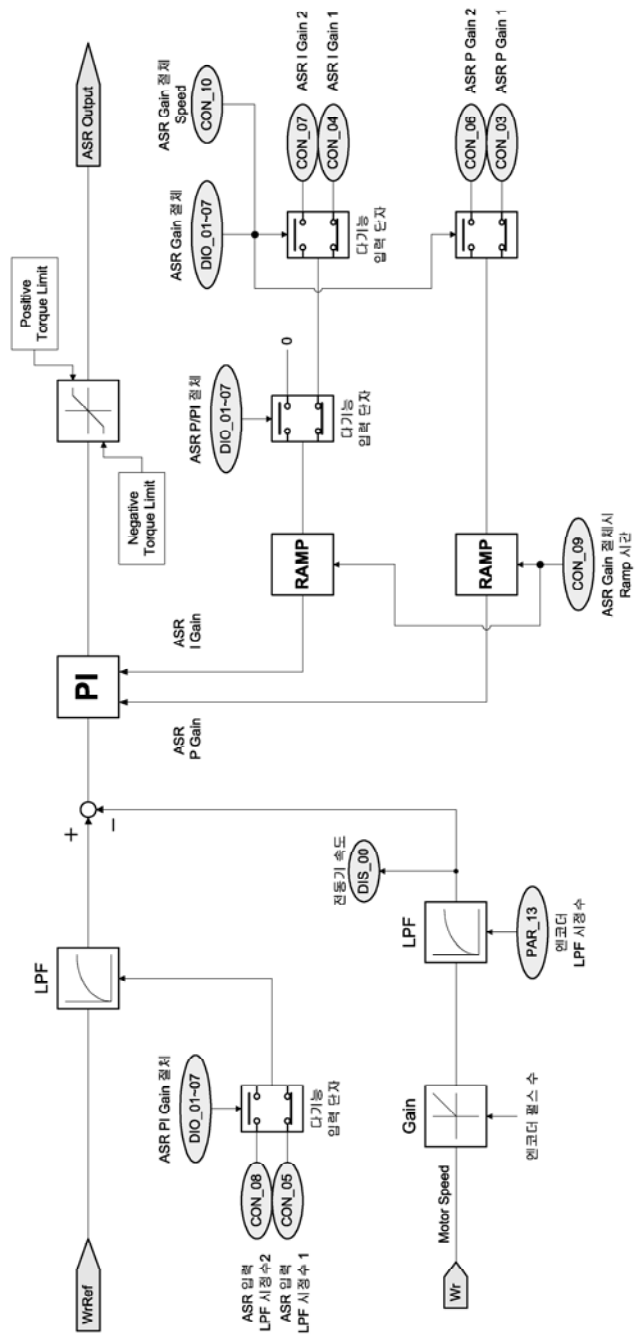 WrRef
LPF
+
−
PI
Positive
Torque Limit
Negative
Torque Limit
ASR Output
ASR PI Gain 절체
DIO_01~07
CON_08
CON_05
다기능
입력 단자
ASR 입력
LPF 시정수2
ASR 입력
LPF 시정수 1
ASR
P Gain
ASR
I Gain
ASR P/PI 절체
DIO_01~07
0
다기능
입력 단자
RAMP
ASR Gain 절체
DIO_01~07
ASR Gain 절체
Speed
CON_10
CON_07
CON_04
ASR I Gain 2
ASR I Gain 1
다기능
입력 단자
RAMP
CON_06
CON_03
ASR P Gain 2
ASR P Gain 1
다기능
입력 단자
CON_09
ASR Gain 절체시
Ramp 시간
Wr
Motor Speed
Gain
엔코더 펄스 수
LPF
전동기 속도
DIS_00
PAR_13
엔코더
LPF 시정수